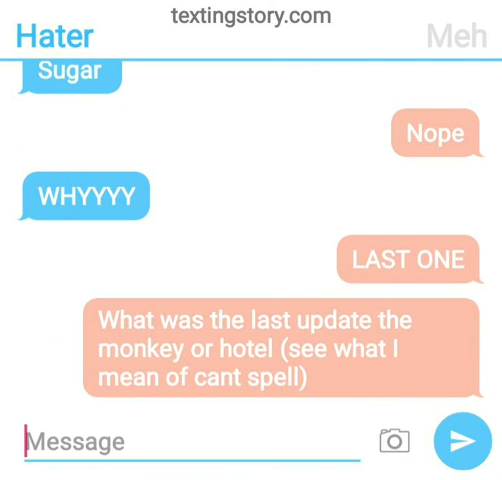 textingstory.com
Hater
Meh
Sugar
Nope
WHYYYY
LAST ONE
What was the last update the
monkey or hotel (see what I
mean of cant spell)
Message